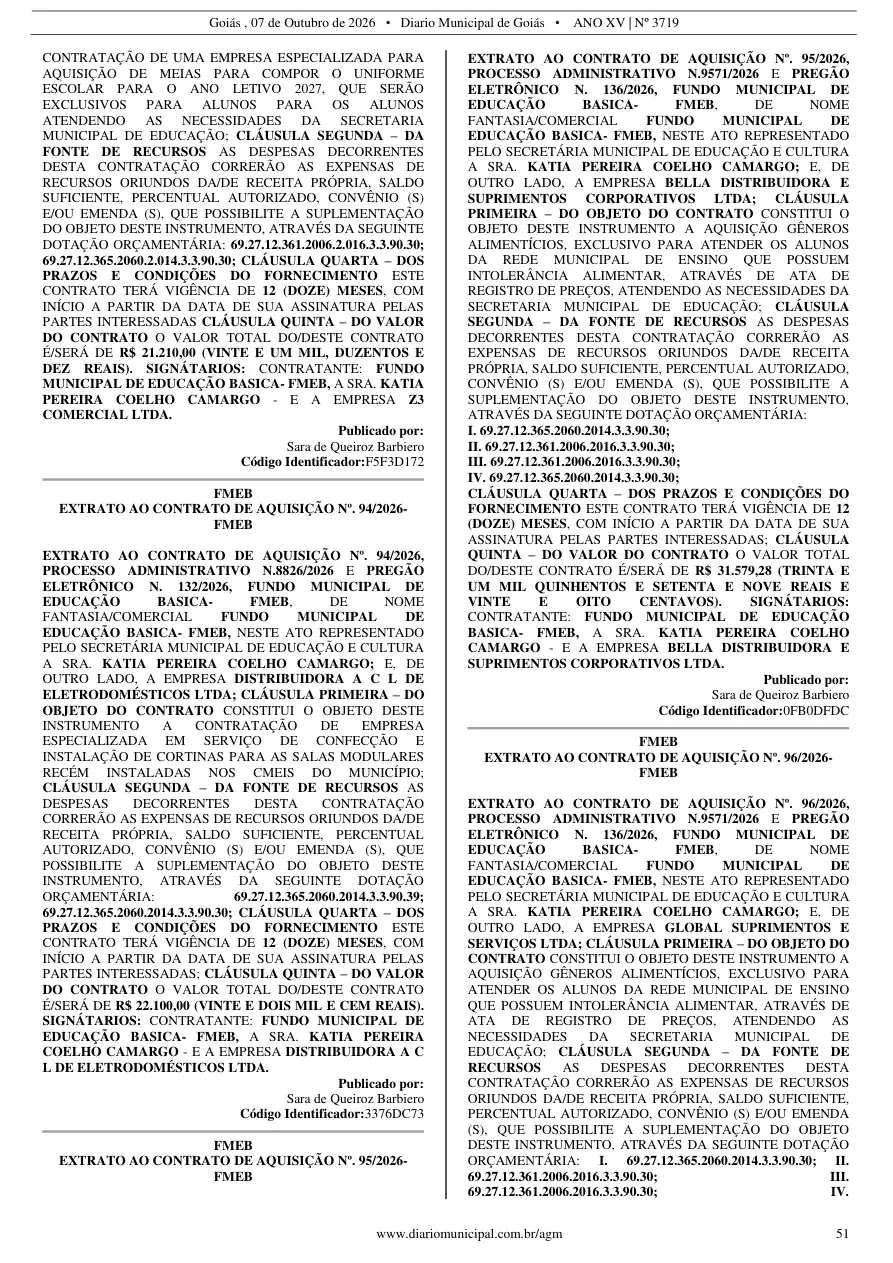 Goiás , 07 de Outubro de 2026 • Diario Municipal de Goiás • ANO XV | Nº 3719
CONTRATAÇÃO DE UMA EMPRESA ESPECIALIZADA PARA
AQUISIÇÃO DE MEIAS PARA COMPOR O UNIFORME
ESCOLAR PARA O ANO LETIVO 2027, QUE SERÃO
EXCLUSIVOS PARA ALUNOS PARA OS ALUNOS
ATENDENDO AS NECESSIDADES DA SECRETARIA
MUNICIPAL DE EDUCAÇÃO; CLÁUSULA SEGUNDA – DA
FONTE DE RECURSOS AS DESPESAS DECORRENTES
DESTA CONTRATAÇÃO CORRERÃO AS EXPENSAS DE
RECURSOS ORIUNDOS DA/DE RECEITA PRÓPRIA, SALDO
SUFICIENTE, PERCENTUAL AUTORIZADO, CONVÊNIO (S)
E/OU EMENDA (S), QUE POSSIBILITE A SUPLEMENTAÇÃO
DO OBJETO DESTE INSTRUMENTO, ATRAVÉS DA SEGUINTE
DOTAÇÃO ORÇAMENTÁRIA: 69.27.12.361.2006.2.016.3.3.90.30;
69.27.12.365.2060.2.014.3.3.90.30; CLÁUSULA QUARTA – DOS
PRAZOS E CONDIÇÕES DO FORNECIMENTO ESTE
CONTRATO TERÁ VIGÊNCIA DE 12 (DOZE) MESES, COM
INÍCIO A PARTIR DA DATA DE SUA ASSINATURA PELAS
PARTES INTERESSADAS CLÁUSULA QUINTA – DO VALOR
DO CONTRATO O VALOR TOTAL DO/DESTE CONTRATO
É/SERÁ DE R$ 21.210,00 (VINTE E UM MIL, DUZENTOS E
DEZ REAIS). SIGNÁTARIOS: CONTRATANTE: FUNDO
MUNICIPAL DE EDUCAÇÃO BASICA- FMEB, A SRA. KATIA
PEREIRA COELHO CAMARGO - E A EMPRESA Z3
COMERCIAL LTDA.
Publicado por:
Sara de Queiroz Barbiero
Código Identificador:F5F3D172
FMEB
EXTRATO AO CONTRATO DE AQUISIÇÃO Nº. 94/2026-
FMEB
EXTRATO AO CONTRATO DE AQUISIÇÃO Nº. 94/2026,
PROCESSO ADMINISTRATIVO N.8826/2026 E PREGÃO
ELETRÔNICO N. 132/2026, FUNDO MUNICIPAL DE
EDUCAÇÃO BASICA- FMEB, DE NOME
FANTASIA/COMERCIAL FUNDO MUNICIPAL DE
EDUCAÇÃO BASICA- FMEB, NESTE ATO REPRESENTADO
PELO SECRETÁRIA MUNICIPAL DE EDUCAÇÃO E CULTURA
A SRA. KATIA PEREIRA COELHO CAMARGO; E, DE
OUTRO LADO, A EMPRESA DISTRIBUIDORA A C L DE
ELETRODOMÉSTICOS LTDA; CLÁUSULA PRIMEIRA – DO
OBJETO DO CONTRATO CONSTITUI O OBJETO DESTE
INSTRUMENTO A CONTRATAÇÃO DE EMPRESA
ESPECIALIZADA EM SERVIÇO DE CONFECÇÃO E
INSTALAÇÃO DE CORTINAS PARA AS SALAS MODULARES
RECÉM INSTALADAS NOS CMEIS DO MUNICÍPIO;
CLÁUSULA SEGUNDA – DA FONTE DE RECURSOS AS
DESPESAS DECORRENTES DESTA CONTRATAÇÃO
CORRERÃO AS EXPENSAS DE RECURSOS ORIUNDOS DA/DE
RECEITA PRÓPRIA, SALDO SUFICIENTE, PERCENTUAL
AUTORIZADO, CONVÊNIO (S) E/OU EMENDA (S), QUE
POSSIBILITE A SUPLEMENTAÇÃO DO OBJETO DESTE
INSTRUMENTO, ATRAVÉS DA SEGUINTE DOTAÇÃO
ORÇAMENTÁRIA: 69.27.12.365.2060.2014.3.3.90.39;
69.27.12.365.2060.2014.3.3.90.30; CLÁUSULA QUARTA – DOS
PRAZOS E CONDIÇÕES DO FORNECIMENTO ESTE
CONTRATO TERÁ VIGÊNCIA DE 12 (DOZE) MESES, COM
INÍCIO A PARTIR DA DATA DE SUA ASSINATURA PELAS
PARTES INTERESSADAS; CLÁUSULA QUINTA – DO VALOR
DO CONTRATO O VALOR TOTAL DO/DESTE CONTRATO
É/SERÁ DE R$ 22.100,00 (VINTE E DOIS MIL E CEM REAIS).
SIGNÁTARIOS: CONTRATANTE: FUNDO MUNICIPAL DE
EDUCAÇÃO BASICA- FMEB, A SRA. KATIA PEREIRA
COELHO CAMARGO - E A EMPRESA DISTRIBUIDORA A C
L DE ELETRODOMÉSTICOS LTDA.
Publicado por:
Sara de Queiroz Barbiero
Código Identificador:3376DC73
FMEB
EXTRATO AO CONTRATO DE AQUISIÇÃO Nº. 95/2026-
FMEB
EXTRATO AO CONTRATO DE AQUISIÇÃO Nº. 95/2026,
PROCESSO ADMINISTRATIVO N.9571/2026 E PREGÃO
ELETRÔNICO N. 136/2026, FUNDO MUNICIPAL DE
EDUCAÇÃO BASICA- FMEB, DE NOME
FANTASIA/COMERCIAL FUNDO MUNICIPAL DE
EDUCAÇÃO BASICA- FMEB, NESTE ATO REPRESENTADO
PELO SECRETÁRIA MUNICIPAL DE EDUCAÇÃO E CULTURA
A SRA. KATIA PEREIRA COELHO CAMARGO; E, DE
OUTRO LADO, A EMPRESA BELLA DISTRIBUIDORA E
SUPRIMENTOS CORPORATIVOS LTDA; CLÁUSULA
PRIMEIRA – DO OBJETO DO CONTRATO CONSTITUI O
OBJETO DESTE INSTRUMENTO A AQUISIÇÃO GÊNEROS
ALIMENTÍCIOS, EXCLUSIVO PARA ATENDER OS ALUNOS
DA REDE MUNICIPAL DE ENSINO QUE POSSUEM
INTOLERÂNCIA ALIMENTAR, ATRAVÉS DE ATA DE
REGISTRO DE PREÇOS, ATENDENDO AS NECESSIDADES DA
SECRETARIA MUNICIPAL DE EDUCAÇÃO; CLÁUSULA
SEGUNDA – DA FONTE DE RECURSOS AS DESPESAS
DECORRENTES DESTA CONTRATAÇÃO CORRERÃO AS
EXPENSAS DE RECURSOS ORIUNDOS DA/DE RECEITA
PRÓPRIA, SALDO SUFICIENTE, PERCENTUAL AUTORIZADO,
CONVÊNIO (S) E/OU EMENDA (S), QUE POSSIBILITE A
SUPLEMENTAÇÃO DO OBJETO DESTE INSTRUMENTO,
ATRAVÉS DA SEGUINTE DOTAÇÃO ORÇAMENTÁRIA:
I. 69.27.12.365.2060.2014.3.3.90.30;
II. 69.27.12.361.2006.2016.3.3.90.30;
III. 69.27.12.361.2006.2016.3.3.90.30;
IV. 69.27.12.365.2060.2014.3.3.90.30;
CLÁUSULA QUARTA – DOS PRAZOS E CONDIÇÕES DO
FORNECIMENTO ESTE CONTRATO TERÁ VIGÊNCIA DE 12
(DOZE) MESES, COM INÍCIO A PARTIR DA DATA DE SUA
ASSINATURA PELAS PARTES INTERESSADAS; CLÁUSULA
QUINTA – DO VALOR DO CONTRATO O VALOR TOTAL
DO/DESTE CONTRATO É/SERÁ DE R$ 31.579,28 (TRINTA E
UM MIL QUINHENTOS E SETENTA E NOVE REAIS E
VINTE E OITO CENTAVOS). SIGNÁTARIOS:
CONTRATANTE: FUNDO MUNICIPAL DE EDUCAÇÃO
BASICA- FMEB, A SRA. KATIA PEREIRA COELHO
CAMARGO - E A EMPRESA BELLA DISTRIBUIDORA E
SUPRIMENTOS CORPORATIVOS LTDA.
Publicado por:
Sara de Queiroz Barbiero
Código Identificador:0FB0DFDC
FMEB
EXTRATO AO CONTRATO DE AQUISIÇÃO Nº. 96/2026-
FMEB
EXTRATO AO CONTRATO DE AQUISIÇÃO Nº. 96/2026,
PROCESSO ADMINISTRATIVO N.9571/2026 E PREGÃO
ELETRÔNICO N. 136/2026, FUNDO MUNICIPAL DE
EDUCAÇÃO BASICA- FMEB, DE NOME
FANTASIA/COMERCIAL FUNDO MUNICIPAL DE
EDUCAÇÃO BASICA- FMEB, NESTE ATO REPRESENTADO
PELO SECRETÁRIA MUNICIPAL DE EDUCAÇÃO E CULTURA
A SRA. KATIA PEREIRA COELHO CAMARGO; E, DE
OUTRO LADO, A EMPRESA GLOBAL SUPRIMENTOS E
SERVIÇOS LTDA; CLÁUSULA PRIMEIRA – DO OBJETO DO
CONTRATO CONSTITUI O OBJETO DESTE INSTRUMENTO A
AQUISIÇÃO GÊNEROS ALIMENTÍCIOS, EXCLUSIVO PARA
ATENDER OS ALUNOS DA REDE MUNICIPAL DE ENSINO
QUE POSSUEM INTOLERÂNCIA ALIMENTAR, ATRAVÉS DE
ATA DE REGISTRO DE PREÇOS, ATENDENDO AS
NECESSIDADES DA SECRETARIA MUNICIPAL DE
EDUCAÇÃO; CLÁUSULA SEGUNDA – DA FONTE DE
RECURSOS AS DESPESAS DECORRENTES DESTA
CONTRATAÇÃO CORRERÃO AS EXPENSAS DE RECURSOS
ORIUNDOS DA/DE RECEITA PRÓPRIA, SALDO SUFICIENTE,
PERCENTUAL AUTORIZADO, CONVÊNIO (S) E/OU EMENDA
(S), QUE POSSIBILITE A SUPLEMENTAÇÃO DO OBJETO
DESTE INSTRUMENTO, ATRAVÉS DA SEGUINTE DOTAÇÃO
ORÇAMENTÁRIA: I. 69.27.12.365.2060.2014.3.3.90.30; II.
69.27.12.361.2006.2016.3.3.90.30; III.
69.27.12.361.2006.2016.3.3.90.30; IV.
www.diariomunicipal.com.br/agm 51